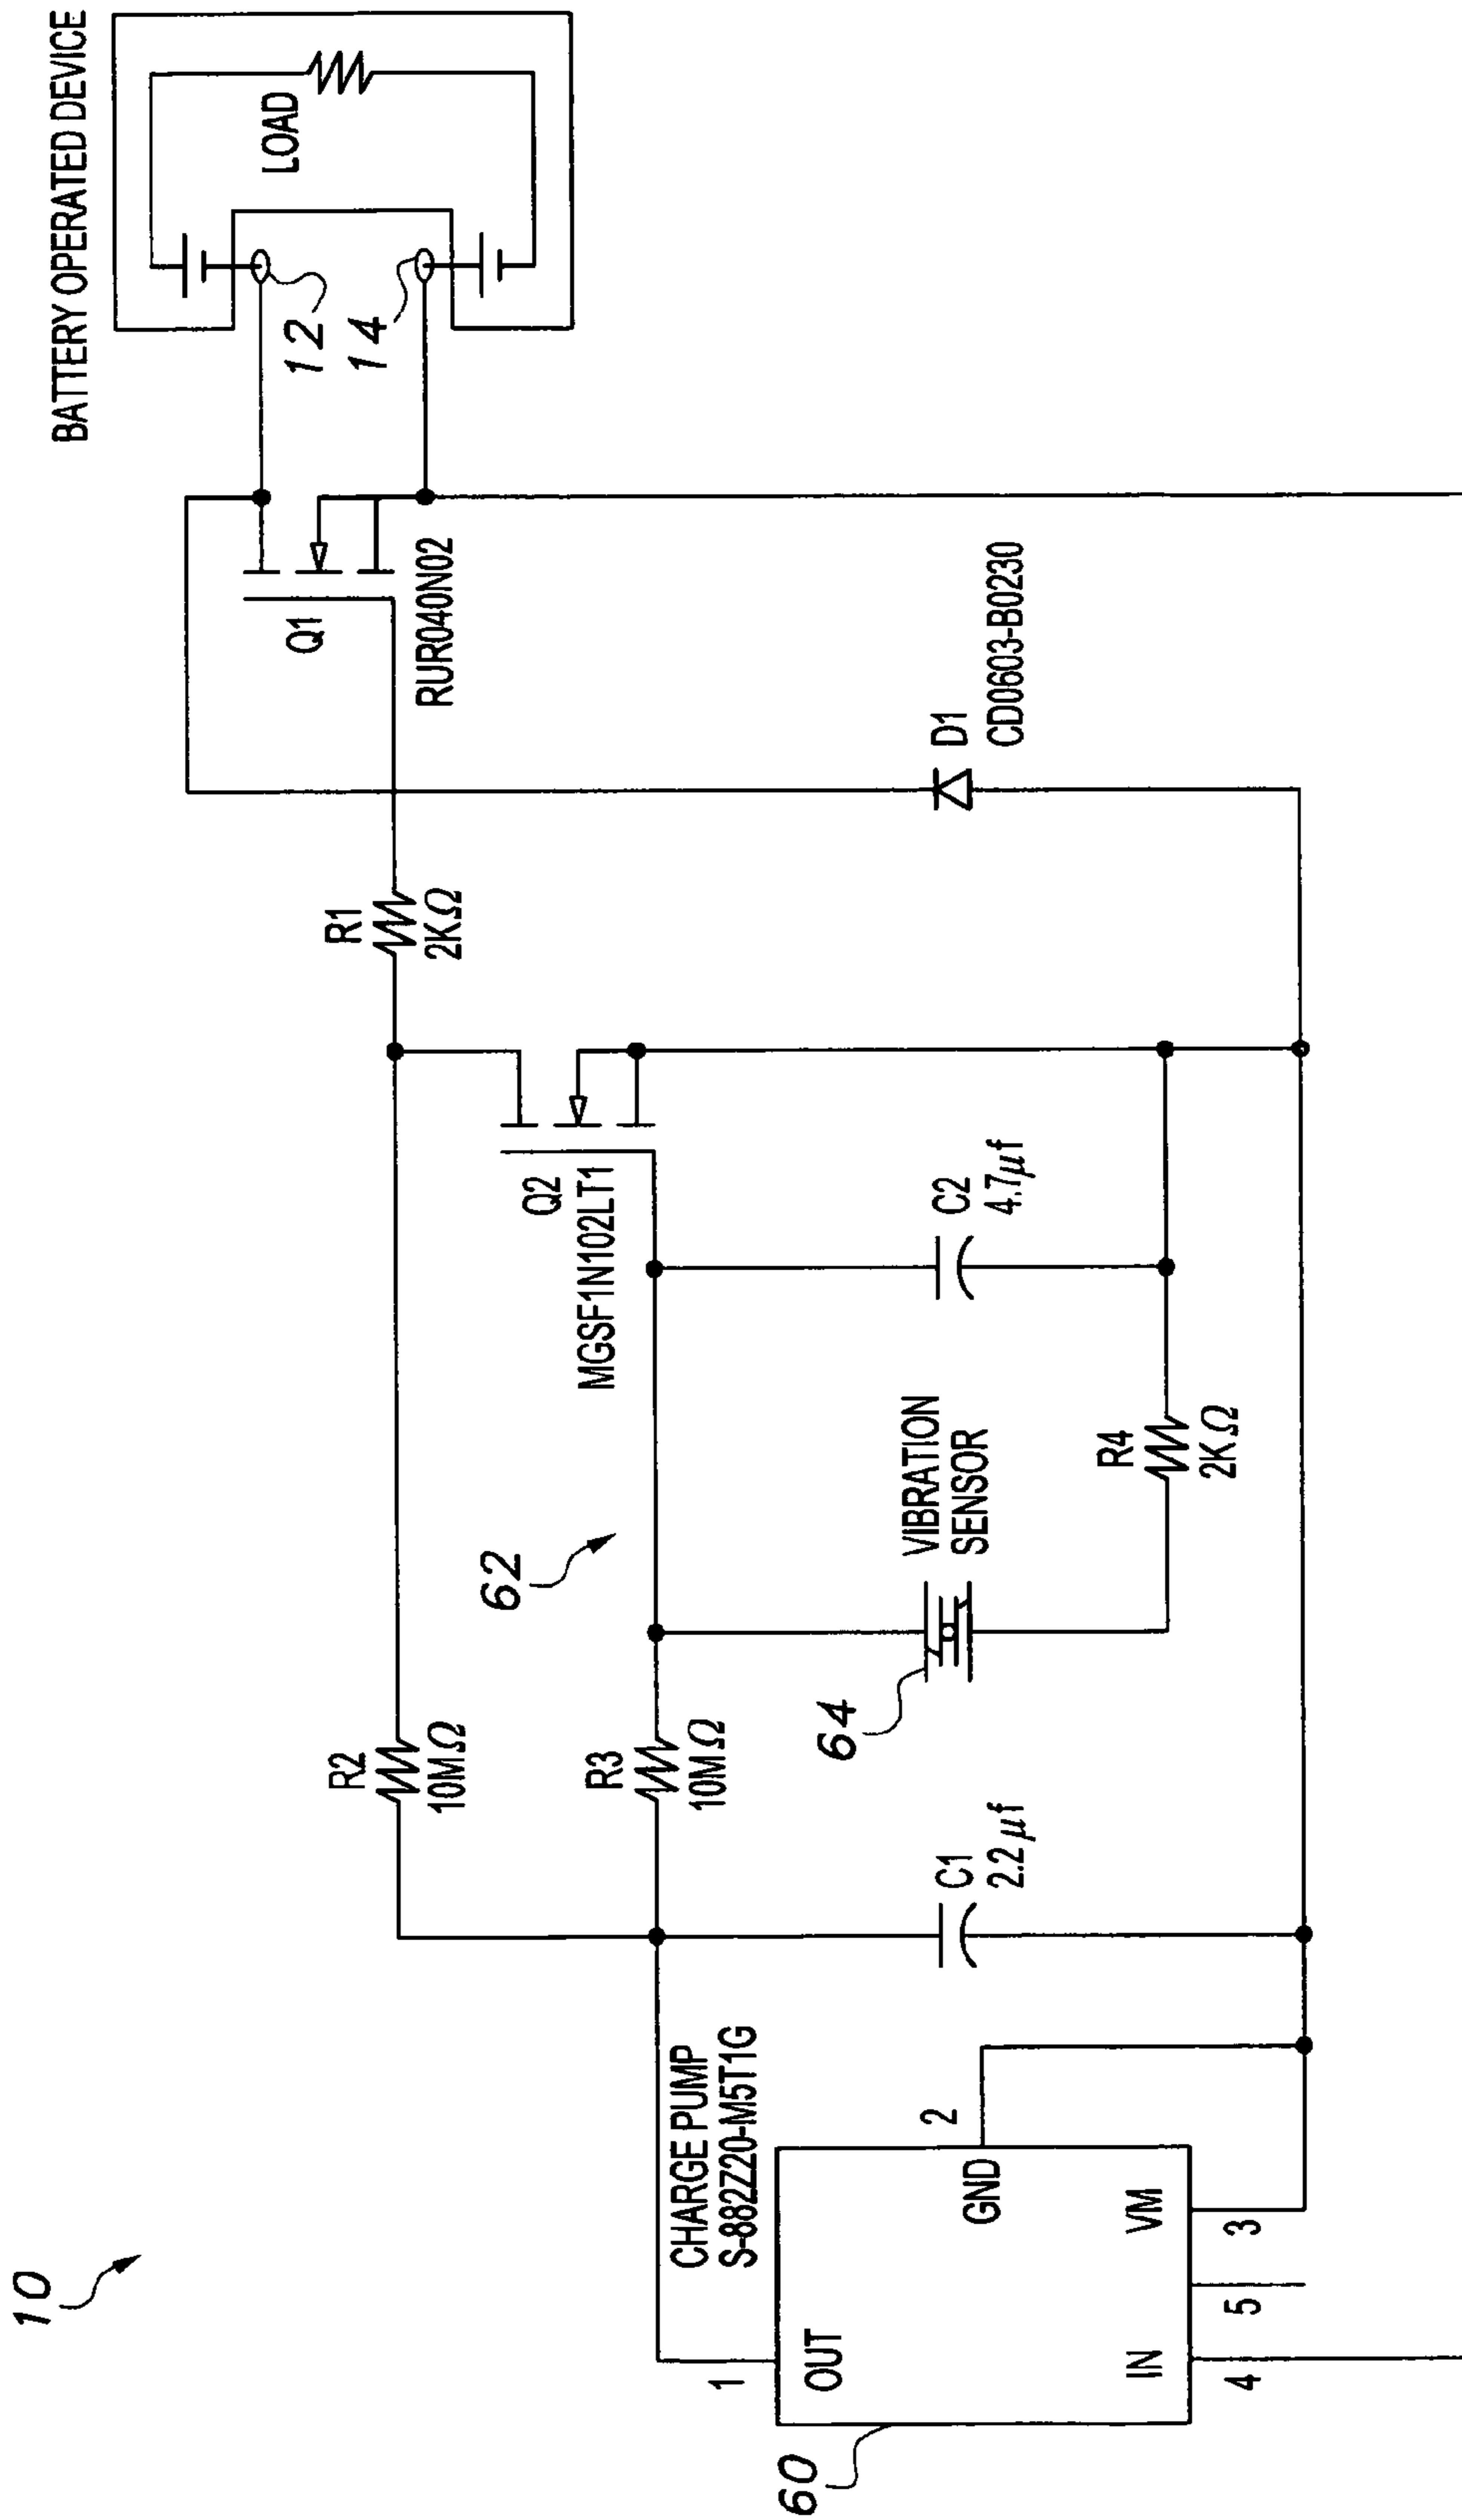 10
BATTERY OPERATED DEVICE
LOAD
12
14
Q1
RUR040N02
R1
2KΩ
D1
CD0603-B0230
R2
10MΩ
62
Q2
MGSF1N102LT1
R3
10MΩ
C2
4.7μf
VIBRATION
SENSOR
64
R4
2KΩ
C1
2.2μf
CHARGE PUMP
S-882Z20-M5T1G
1
OUT
2
GND
VM
3
5
IN
4
60